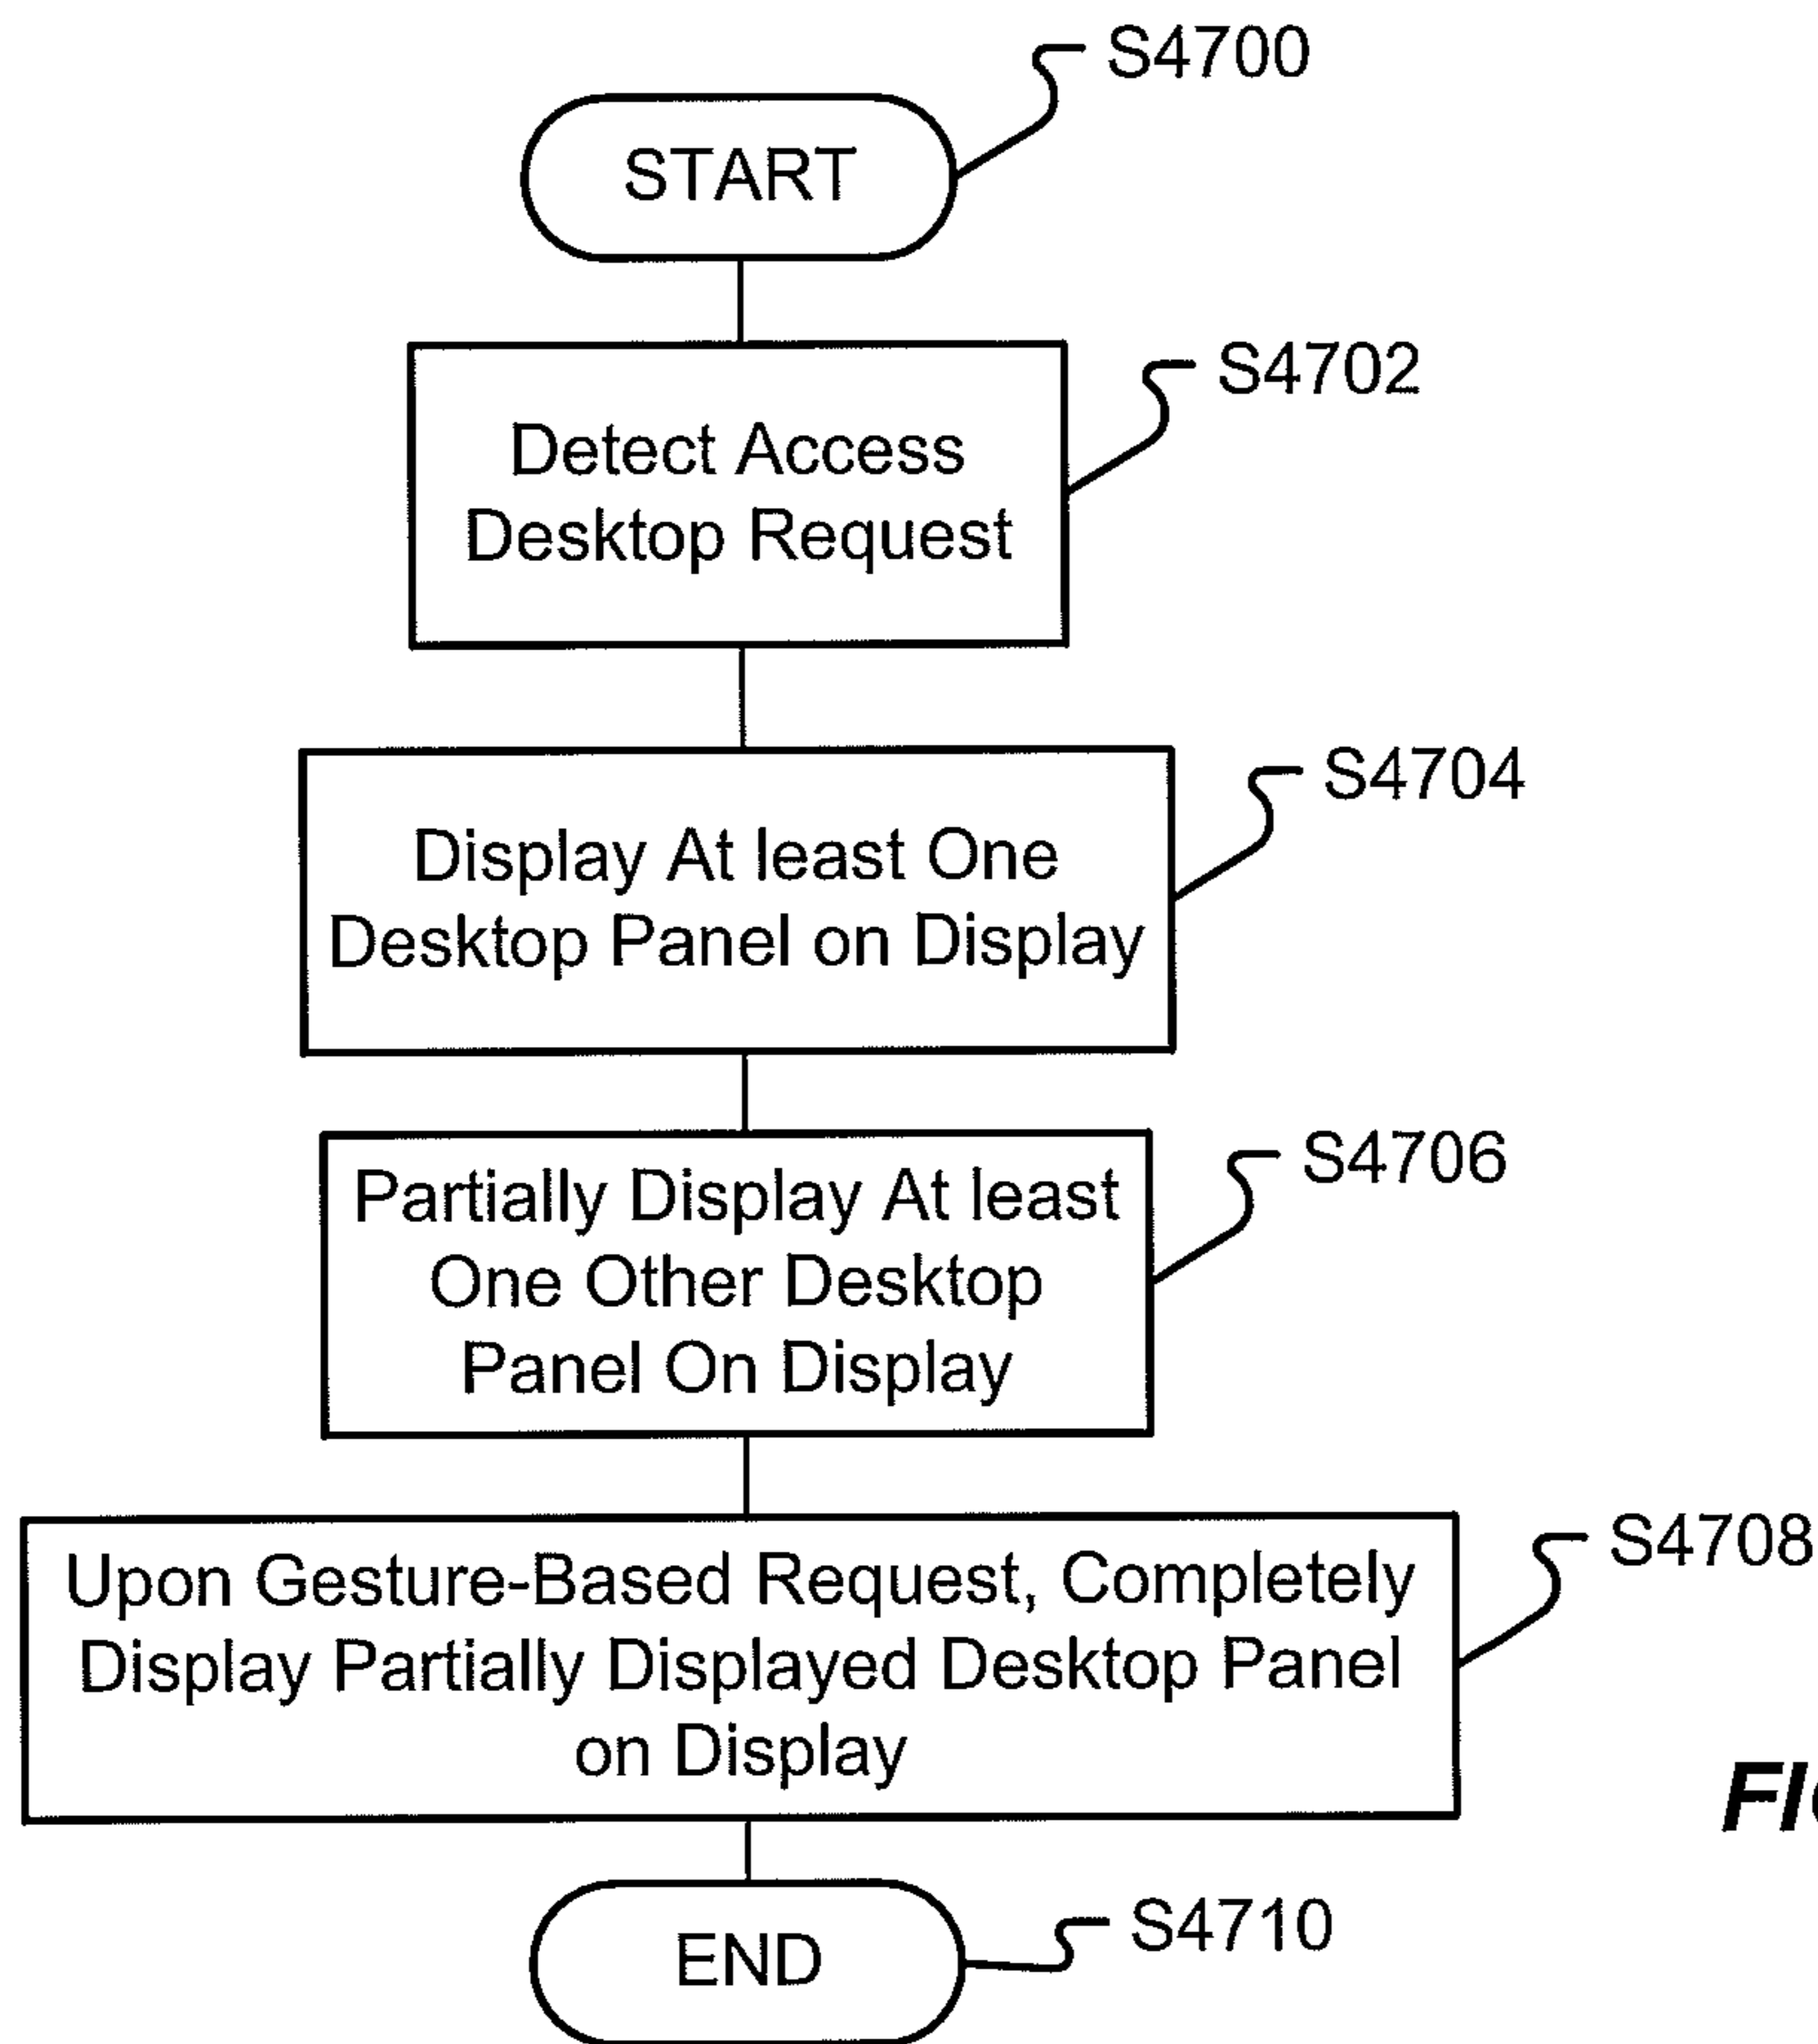 S4700
START
S4702
Detect Access
Desktop Request
S4704
Display At least One
Desktop Panel on Display
S4706
Partially Display At least
One Other Desktop
Panel On Display
S4708
Upon Gesture-Based Request, Completely
Display Partially Displayed Desktop Panel
on Display
S4710
END